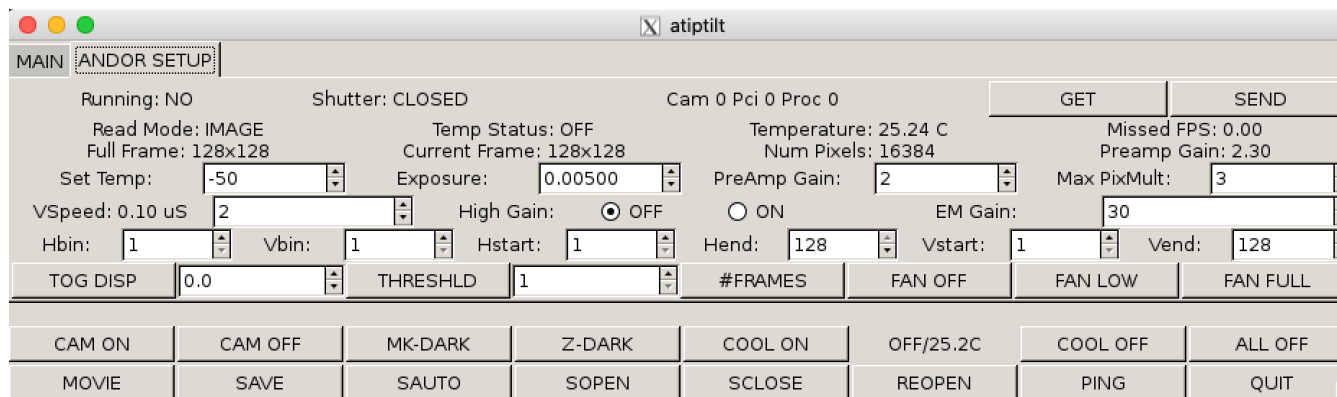 atiptilt
MAIN ANDOR SETUP
Running: NO Shutter: CLOSED Cam 0 Pci 0 Proc 0 GET SEND
Read Mode: IMAGE Temp Status: OFF Temperature: 25.24 C Missed FPS: 0.00
Full Frame: 128x128 Current Frame: 128x128 Num Pixels: 16384 Preamp Gain: 2.30
Set Temp: -50 Exposure: 0.00500 PreAmp Gain: 2 Max PixMult: 3
VSpeed: 0.10 uS 2 High Gain: OFF ON EM Gain: 30
Hbin: 1 Vbin: 1 Hstart: 1 Hend: 128 Vstart: 1 Vend: 128
TOG DISP 0.0 THRESHLD 1 #FRAMES FAN OFF FAN LOW FAN FULL
CAM ON CAM OFF MK-DARK Z-DARK COOL ON OFF/25.2C COOL OFF ALL OFF
MOVIE SAVE SAUTO SOPEN SCLOSE REOPEN PING QUIT